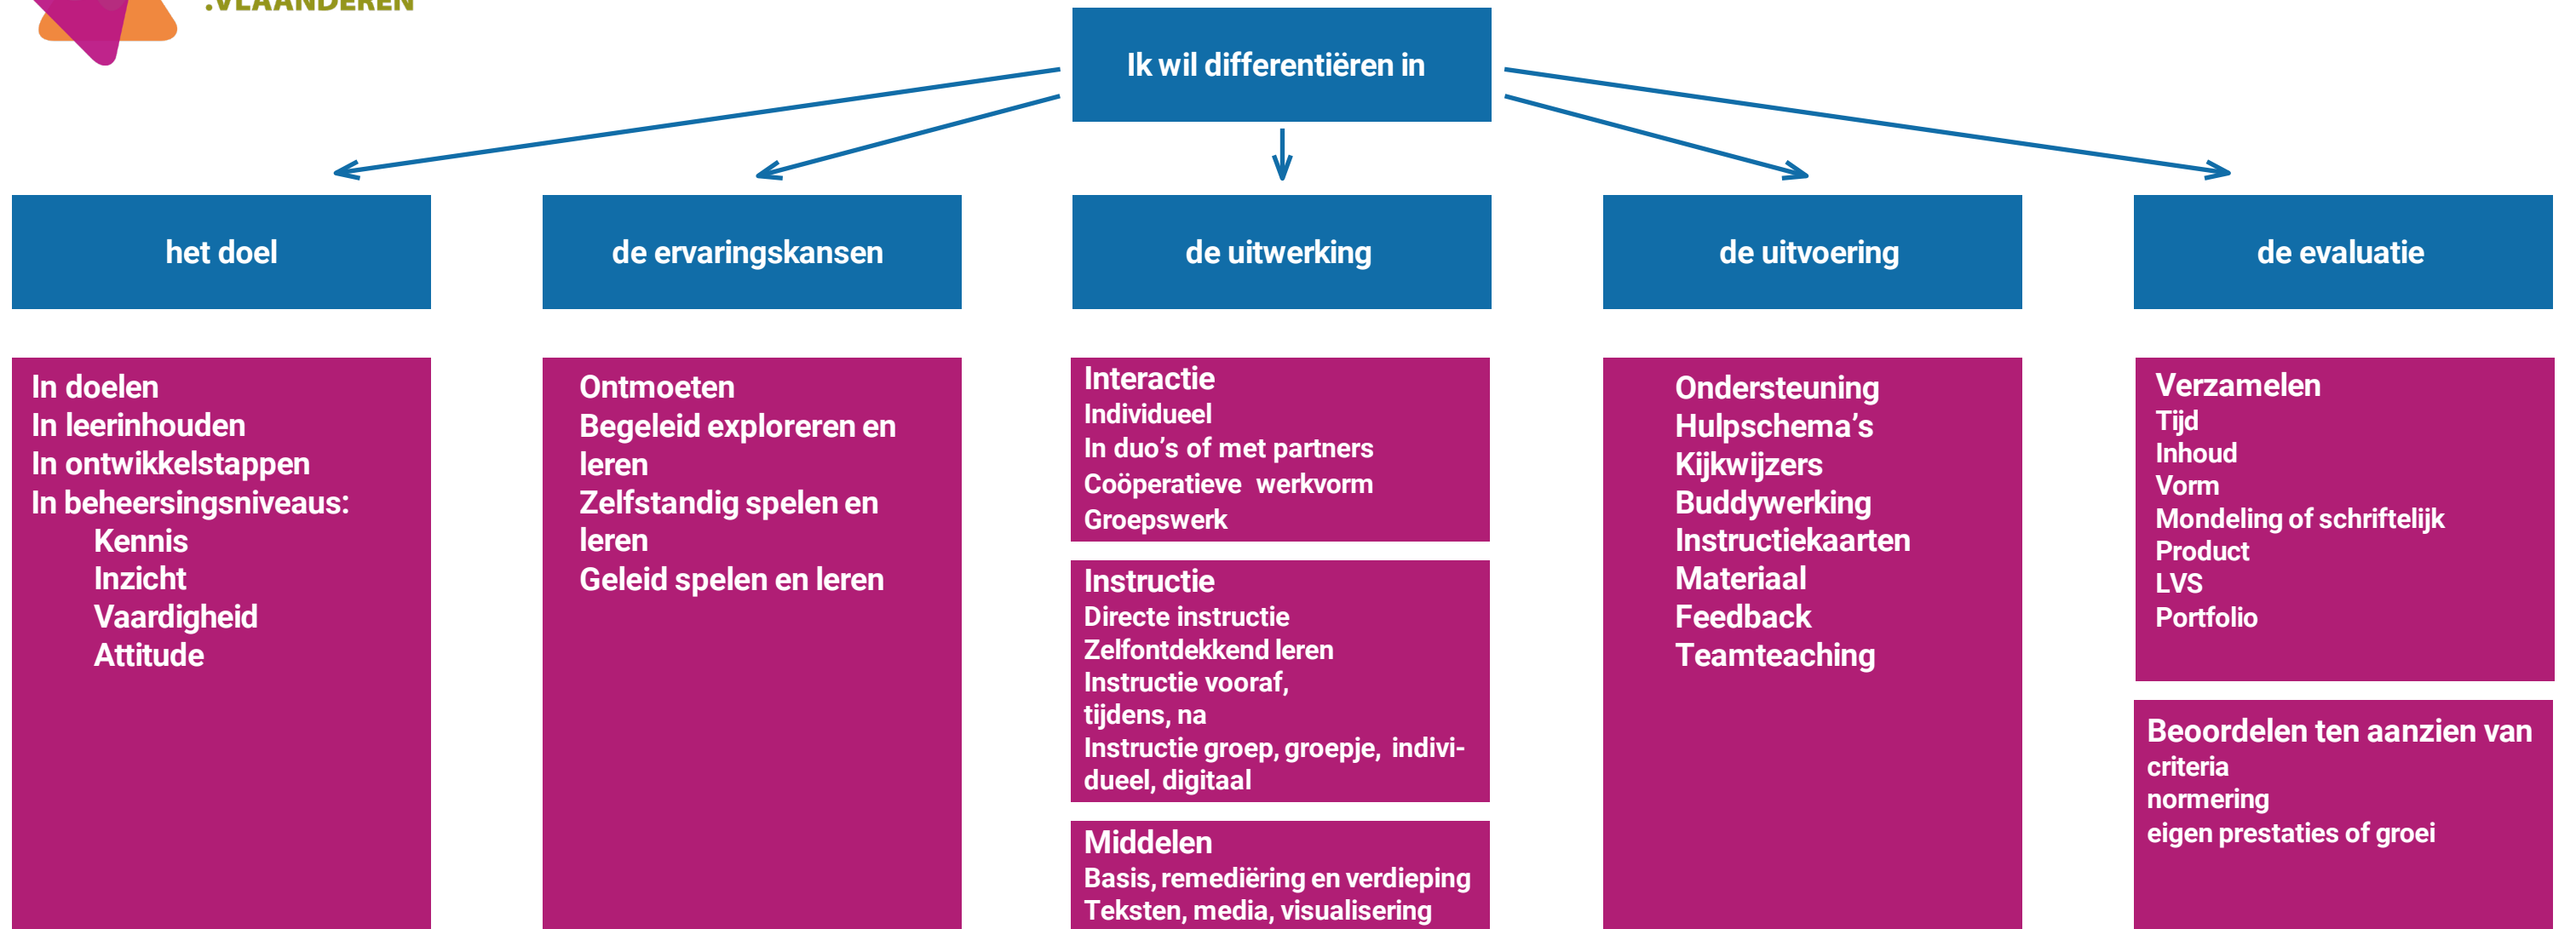 .VLAANDEREN
Ik wil differentiëren in
het doel
de ervaringskansen
de uitwerking
de uitvoering
de evaluatie
In doelen
In leerinhouden
In ontwikkelstappen
In beheersingsniveaus:
Kennis
Inzicht
Vaardigheid
Attitude
Ontmoeten
Begeleid exploreren en
leren
Zelfstandig spelen en
leren
Geleid spelen en leren
Interactie
Individueel
In duo’s of met partners
Coöperatieve werkvorm
Groepswerk
Instructie
Directe instructie
Zelfontdekkend leren
Instructie vooraf,
tijdens, na
Instructie groep, groepje, indivi-
dueel, digitaal
Middelen
Basis, remediëring en verdieping
Teksten, media, visualisering
Ondersteuning
Hulpschema’s
Kijkwijzers
Buddywerking
Instructiekaarten
Materiaal
Feedback
Teamteaching
Verzamelen
Tijd
Inhoud
Vorm
Mondeling of schriftelijk
Product
LVS
Portfolio
Beoordelen ten aanzien van
criteria
normering
eigen prestaties of groei